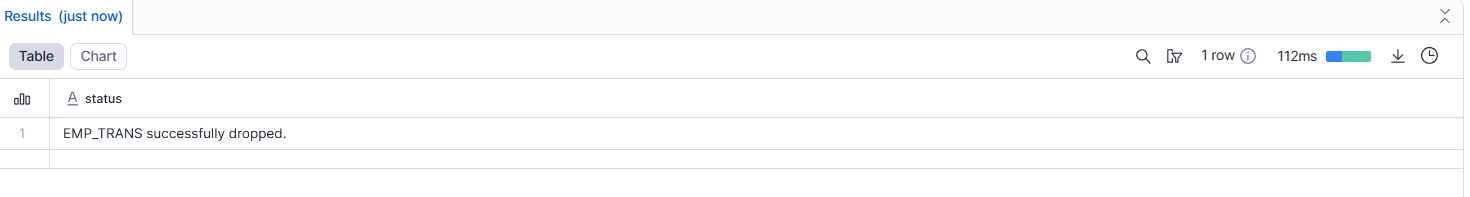 Results (just now)
Table Chart 1 row 112ms
A status
1 EMP_TRANS successfully dropped.